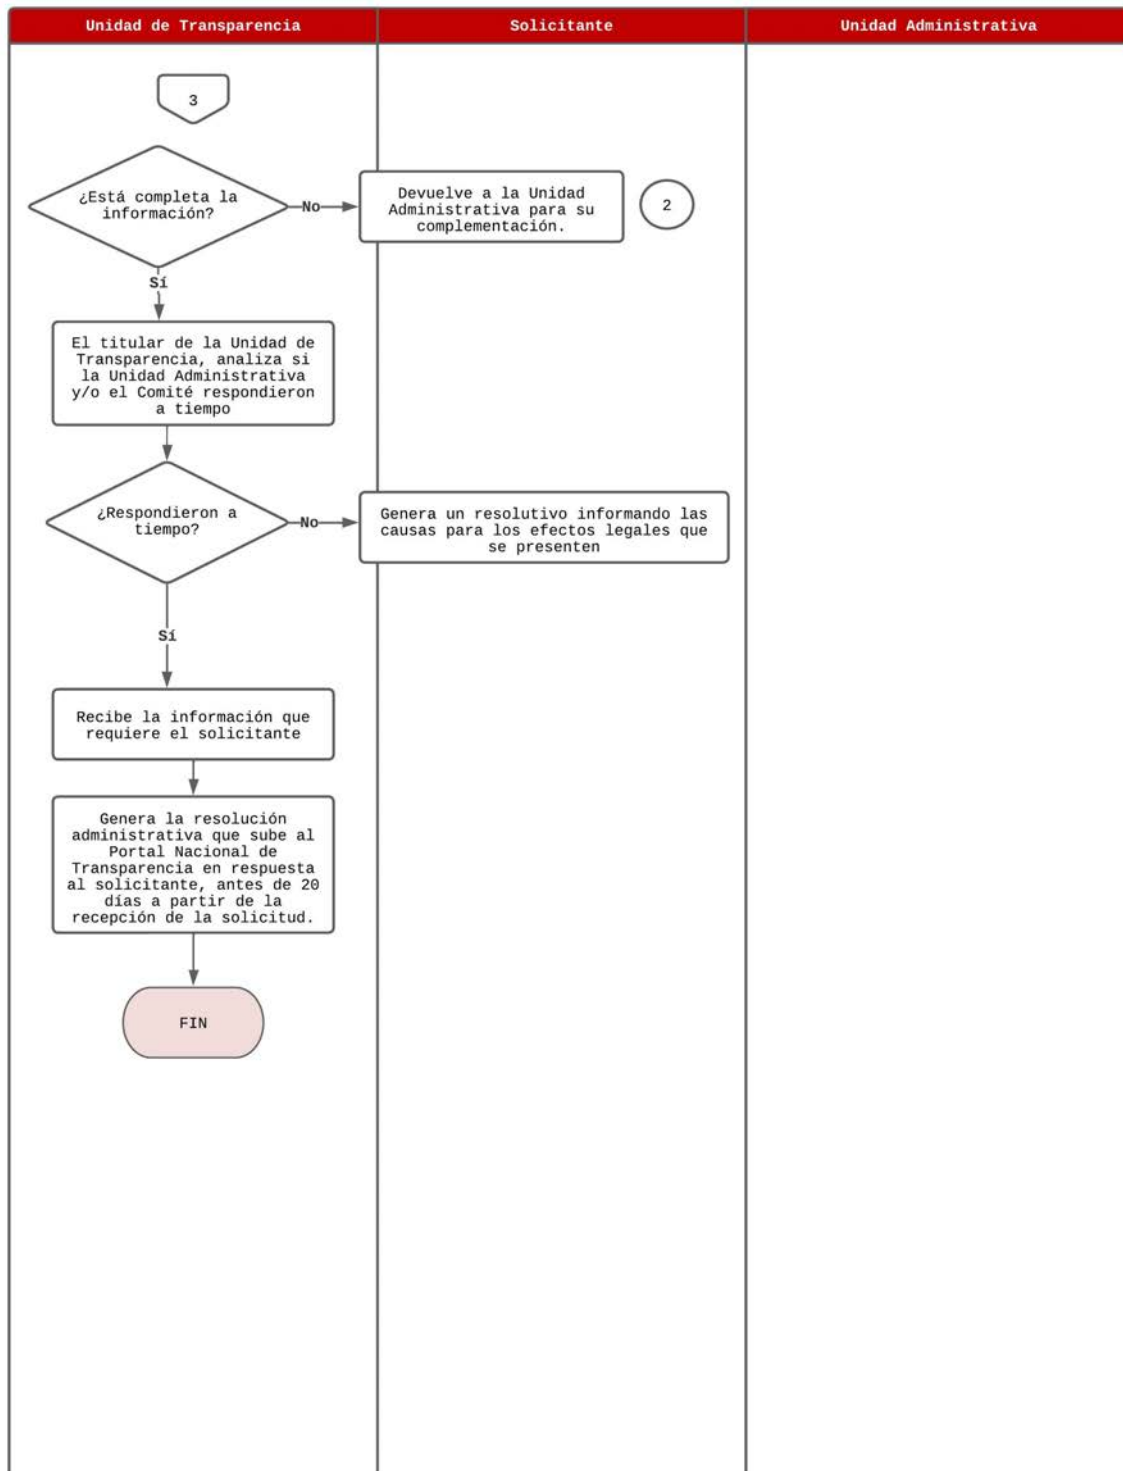 Unidad de Transparencia
Solicitante
Unidad Administrativa
3
¿Está completa la
información?
No
Devuelve a la Unidad
Administrativa para su
complementación.
2
Sí
El titular de la Unidad de
Transparencia, analiza si
la Unidad Administrativa
y/o el Comité respondieron
a tiempo
¿Respondieron a
tiempo?
No
Genera un resolutivo informando las
causas para los efectos legales que
se presenten
Sí
Recibe la información que
requiere el solicitante
Genera la resolución
administrativa que sube al
Portal Nacional de
Transparencia en respuesta
al solicitante, antes de 20
días a partir de la
recepción de la solicitud.
FIN